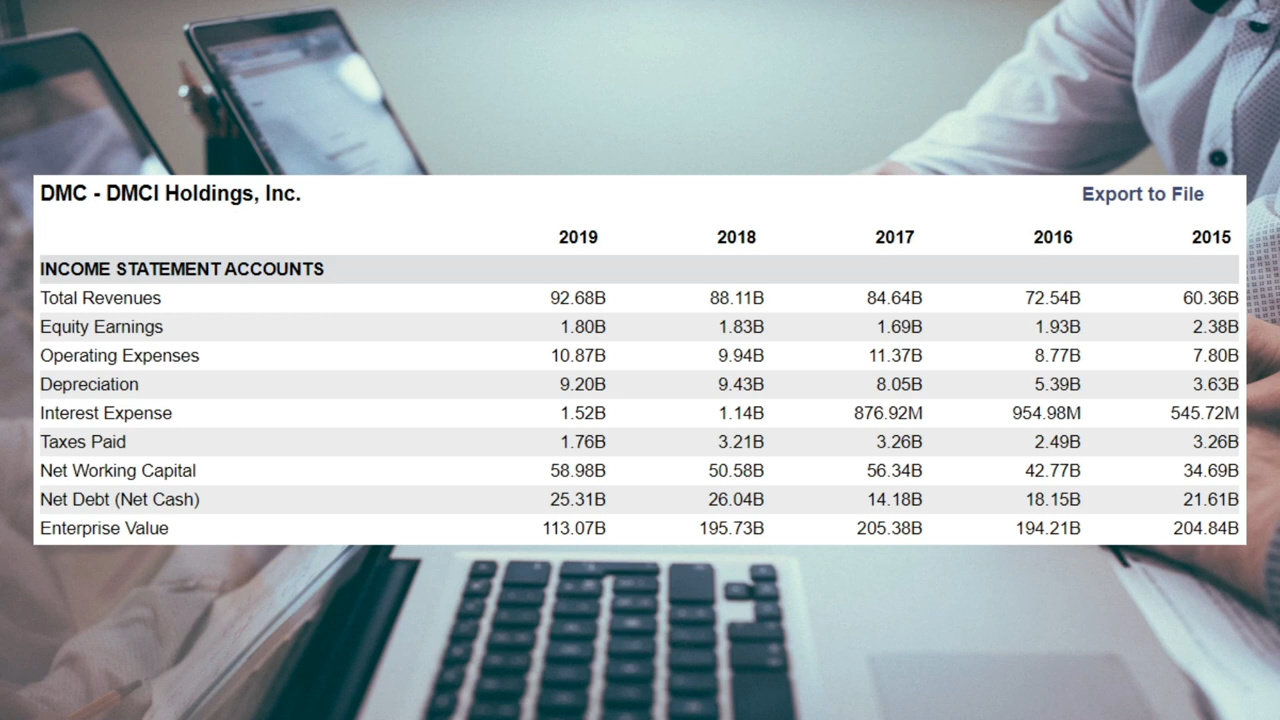 DMC - DMCI Holdings, Inc. Export to File
2019 2018 2017 2016 2015
INCOME STATEMENT ACCOUNTS
Total Revenues 92.68B 88.11B 84.64B 72.54B 60.36B
Equity Earnings 1.80B 1.83B 1.69B 1.93B 2.38B
Operating Expenses 10.87B 9.94B 11.37B 8.77B 7.80B
Depreciation 9.20B 9.43B 8.05B 5.39B 3.63B
Interest Expense 1.52B 1.14B 876.92M 954.98M 545.72M
Taxes Paid 1.76B 3.21B 3.26B 2.49B 3.26B
Net Working Capital 58.98B 50.58B 56.34B 42.77B 34.69B
Net Debt (Net Cash) 25.31B 26.04B 14.18B 18.15B 21.61B
Enterprise Value 113.07B 195.73B 205.38B 194.21B 204.84B